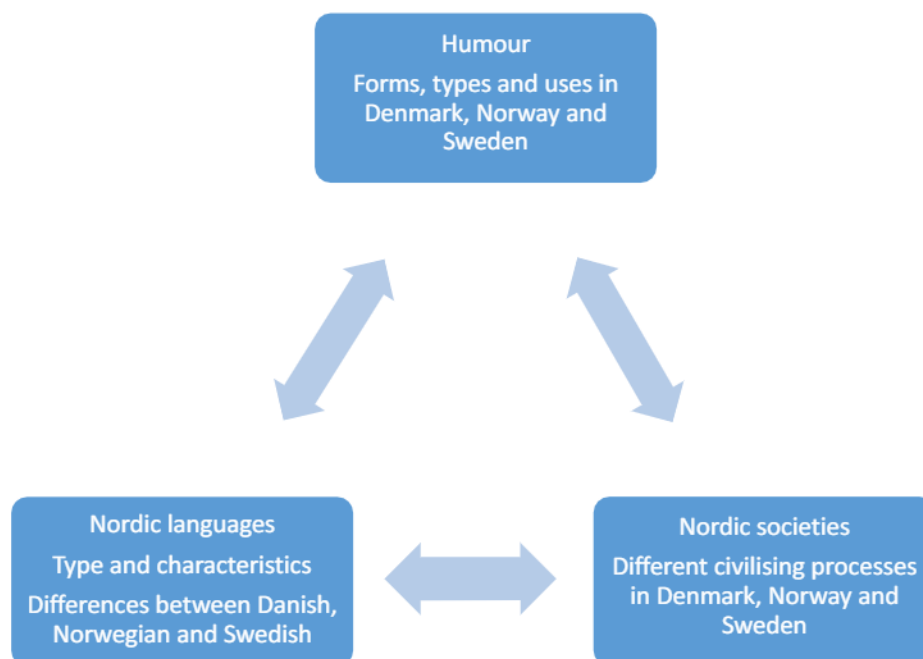 Humour
Forms, types and uses in
Denmark, Norway and
Sweden
Nordic languages
Type and characteristics
Differences between Danish,
Norwegian and Swedish
Nordic societies
Different civilising processes
in Denmark, Norway and
Sweden